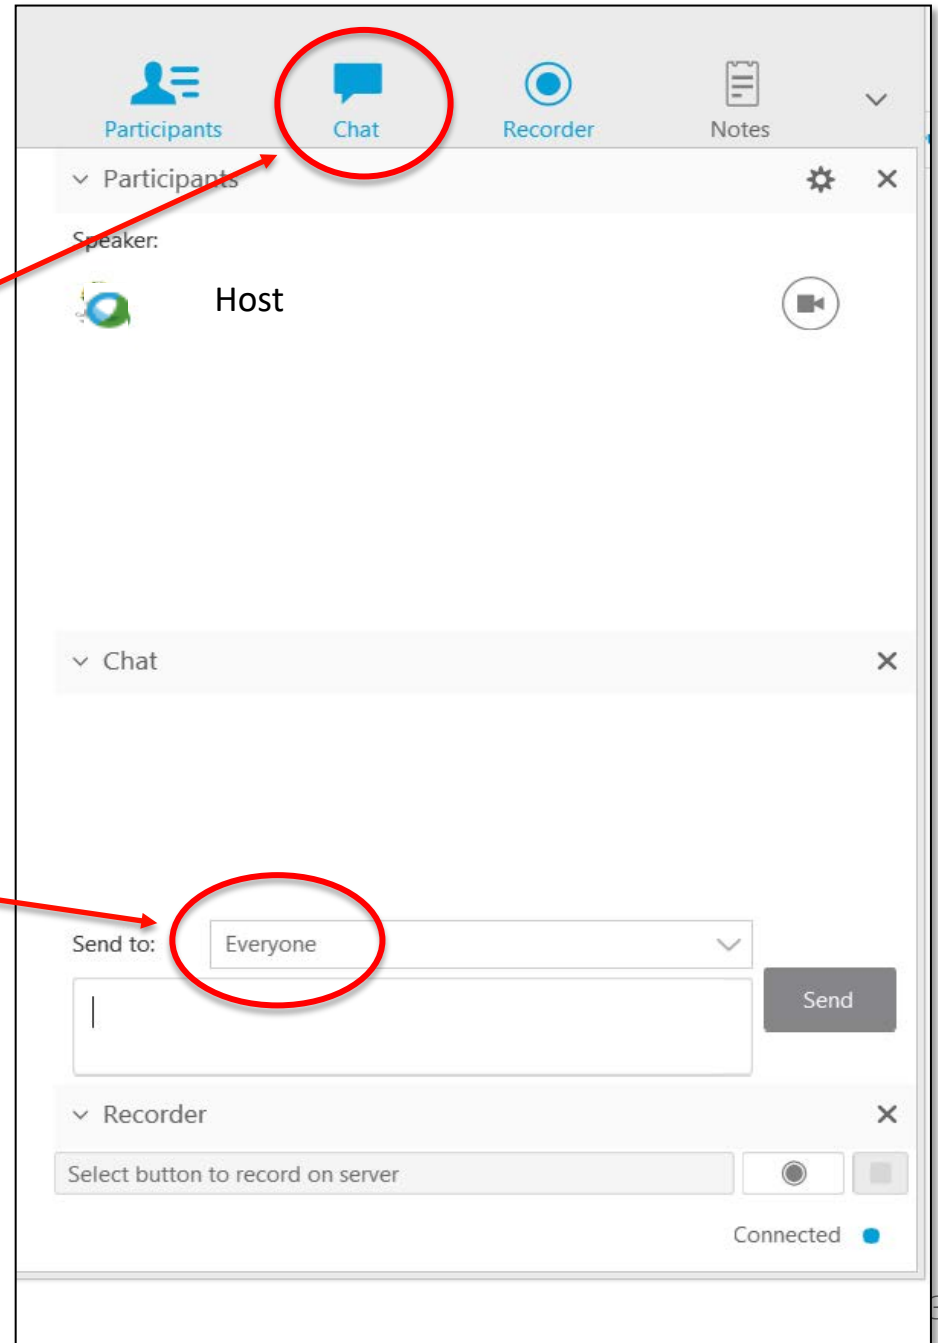 Participants Chat Recorder Notes
Participants
Speaker:
Host
Chat
Send to: Everyone
Send
Recorder
Select button to record on server
Connected